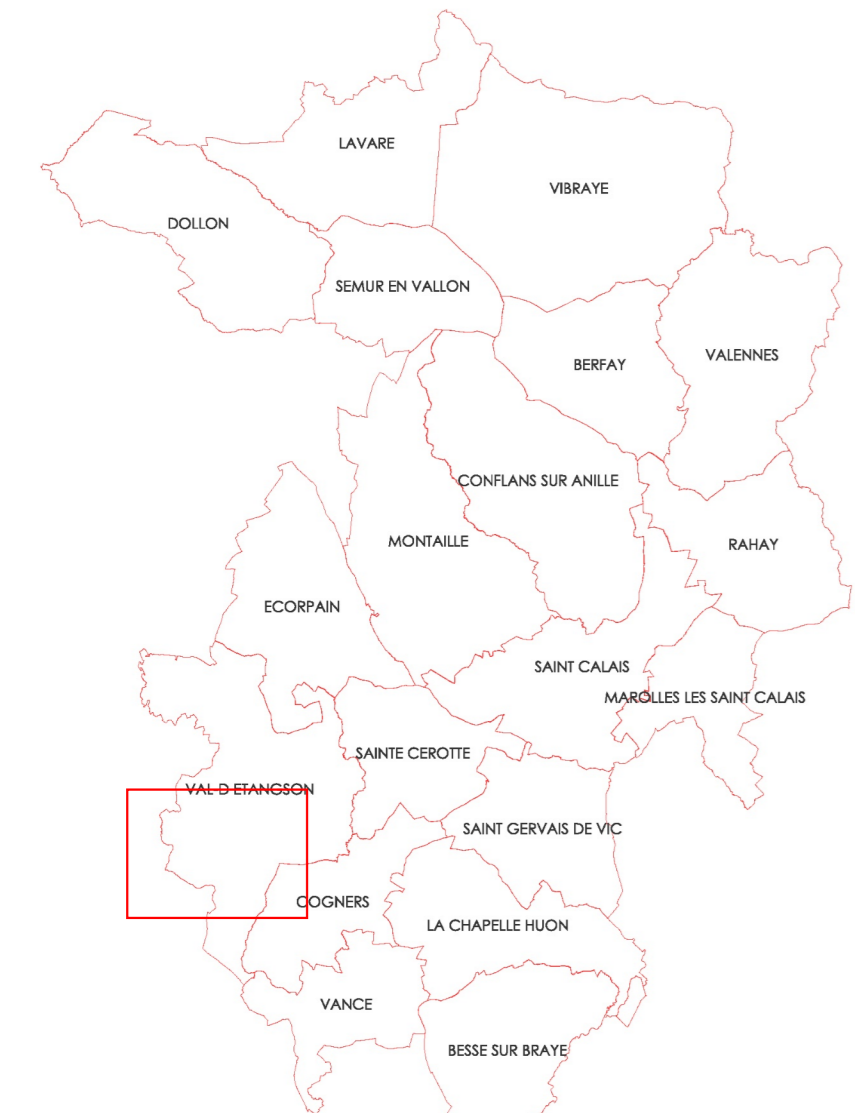 LAVARE
VIBRAYE
DOLLON
SEMUR EN VALLON
VALENNES
BERFAY
CONFLANS SUR ANILLE
MONTAILLE
RAHAY
ECORPAIN
SAINT CALAIS
MAROLLES LES SAINT CALAIS
SAINTE CEROTTE
VAL-D ETANGSON
SAINT GERVAIS DE VIC
COGNERS
LA CHAPELLE HUON
VANCE
BESSE SUR BRAYE